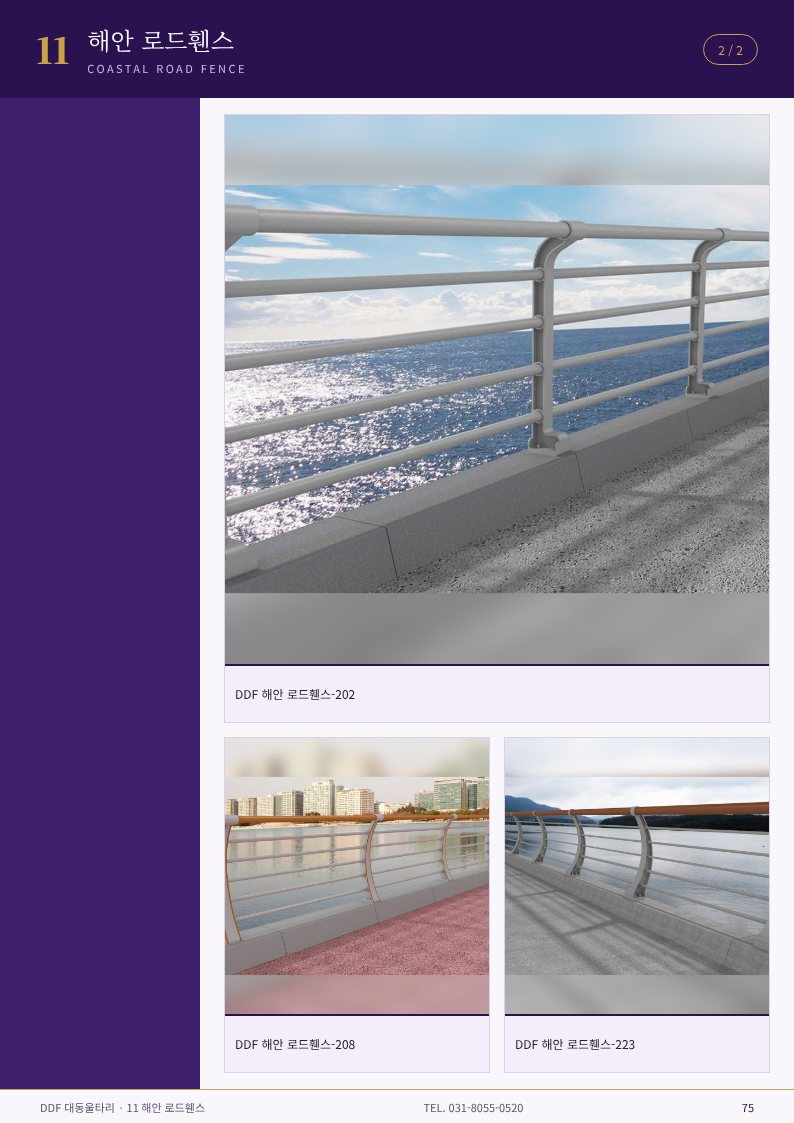 11
해안 로드휀스
COASTAL ROAD FENCE
2 / 2
DDF 해안 로드휀스-202
DDF 해안 로드휀스-208
DDF 해안 로드휀스-223
DDF 대동울타리 · 11 해안 로드휀스
TEL. 031-8055-0520
75